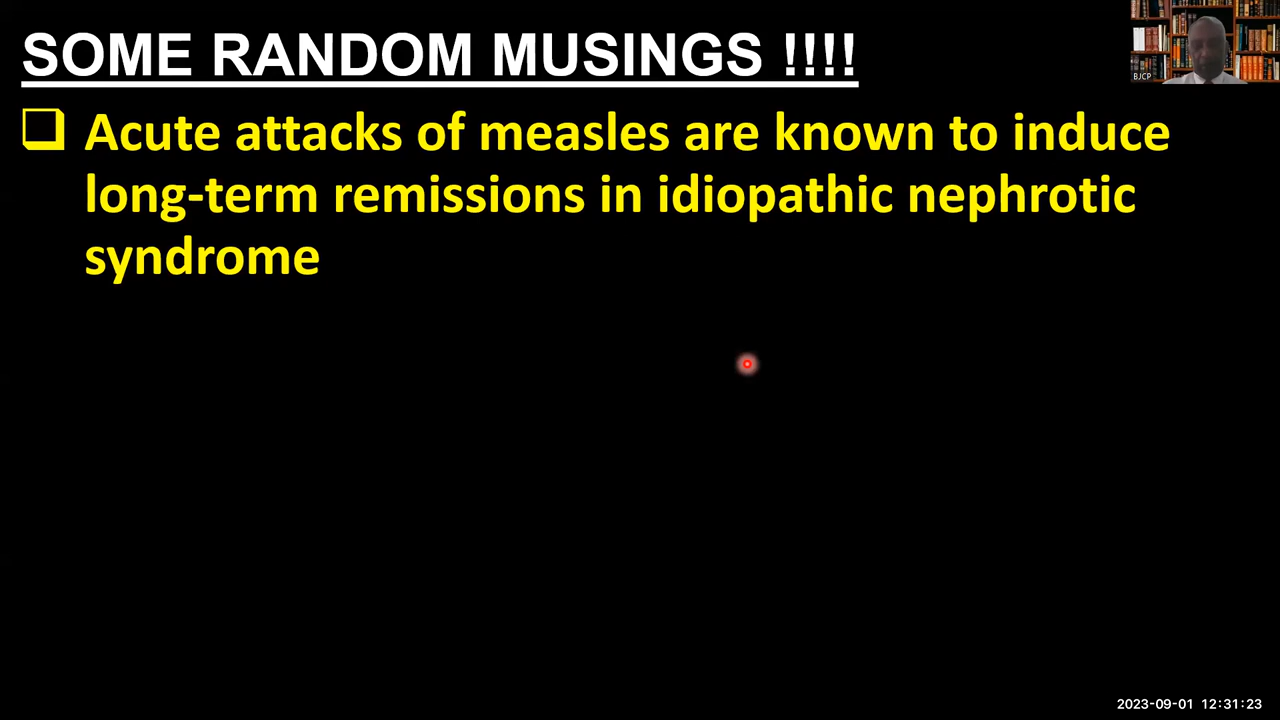 SOME RANDOM MUSINGS !!!!
BJCP
❑ Acute attacks of measles are known to induce
long-term remissions in idiopathic nephrotic
syndrome
2023-09-01 12:31:23